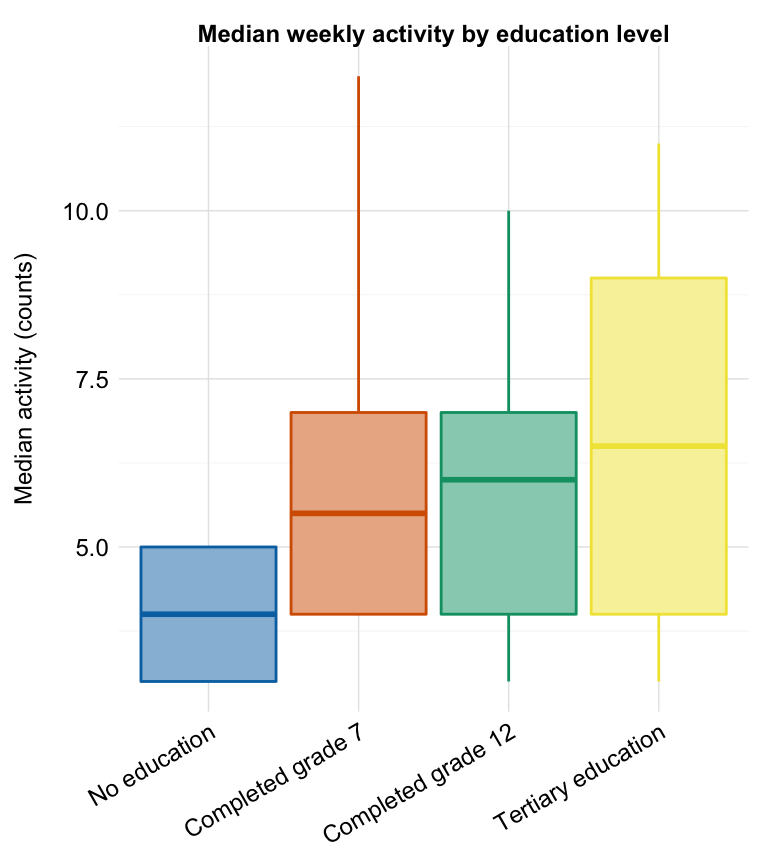 Median weekly activity by education level
Median activity (counts)
10.0
7.5
5.0
No education
Completed grade 7
Completed grade 12
Tertiary education